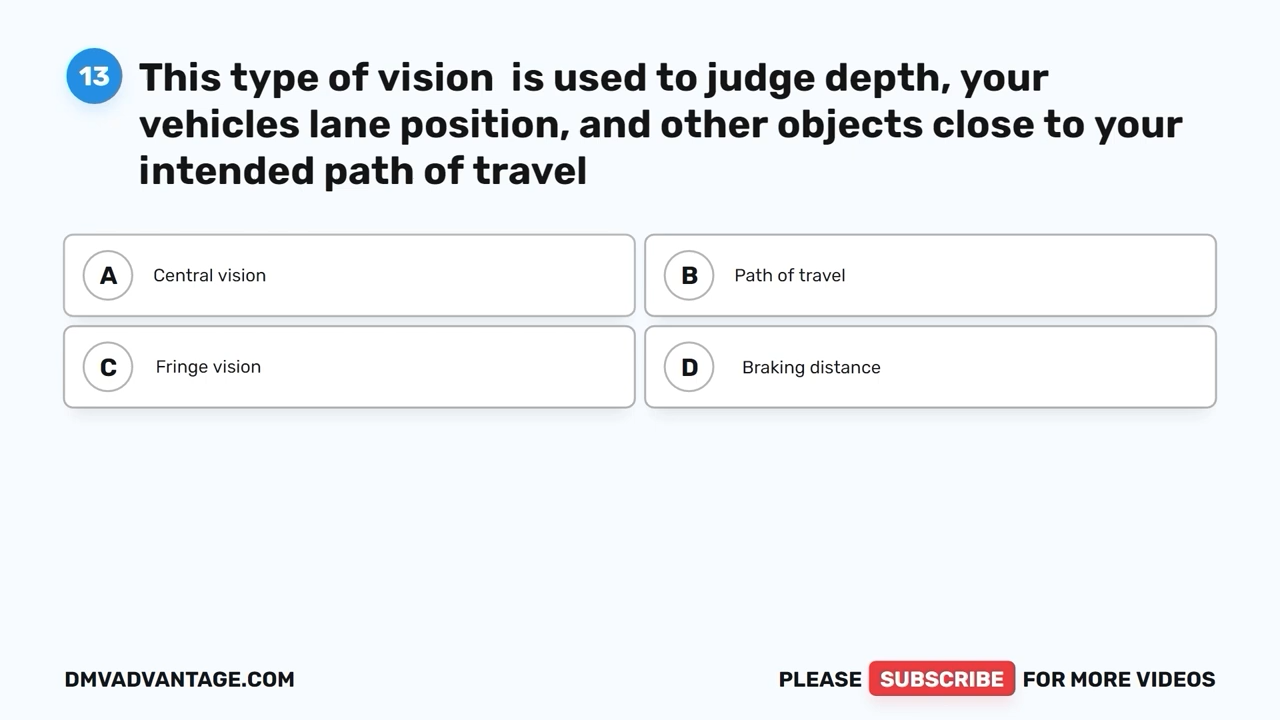 13 This type of vision is used to judge depth, your
vehicles lane position, and other objects close to your
intended path of travel
A Central vision
B Path of travel
C Fringe vision
D Braking distance
DMVADVANTAGE.COM
PLEASE SUBSCRIBE FOR MORE VIDEOS